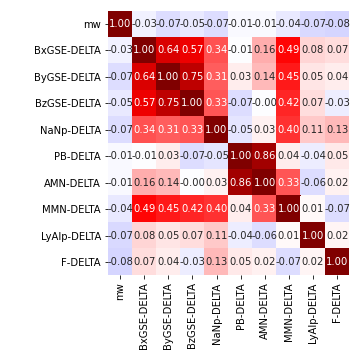 mw 1.00 -0.03 -0.07 -0.05 -0.07 -0.01 -0.01 -0.04 -0.07 -0.08
BxGSE-DELTA -0.03 1.00 0.64 0.57 0.34 -0.01 0.16 0.49 0.08 0.07
ByGSE-DELTA -0.07 0.64 1.00 0.75 0.31 0.03 0.14 0.45 0.05 0.04
BzGSE-DELTA -0.05 0.57 0.75 1.00 0.33 -0.07 -0.00 0.42 0.07 -0.03
NaNp-DELTA -0.07 0.34 0.31 0.33 1.00 -0.05 0.03 0.40 0.11 0.13
PB-DELTA -0.01 -0.01 0.03 -0.07 -0.05 1.00 0.86 0.04 -0.04 0.05
AMN-DELTA -0.01 0.16 0.14 -0.00 0.03 0.86 1.00 0.33 -0.06 0.02
MMN-DELTA -0.04 0.49 0.45 0.42 0.40 0.04 0.33 1.00 0.01 -0.07
LyAlp-DELTA -0.07 0.08 0.05 0.07 0.11 -0.04 -0.06 0.01 1.00 0.02
F-DELTA -0.08 0.07 0.04 -0.03 0.13 0.05 0.02 -0.07 0.02 1.00
mw BxGSE-DELTA ByGSE-DELTA BzGSE-DELTA NaNp-DELTA PB-DELTA AMN-DELTA MMN-DELTA LyAlp-DELTA F-DELTA